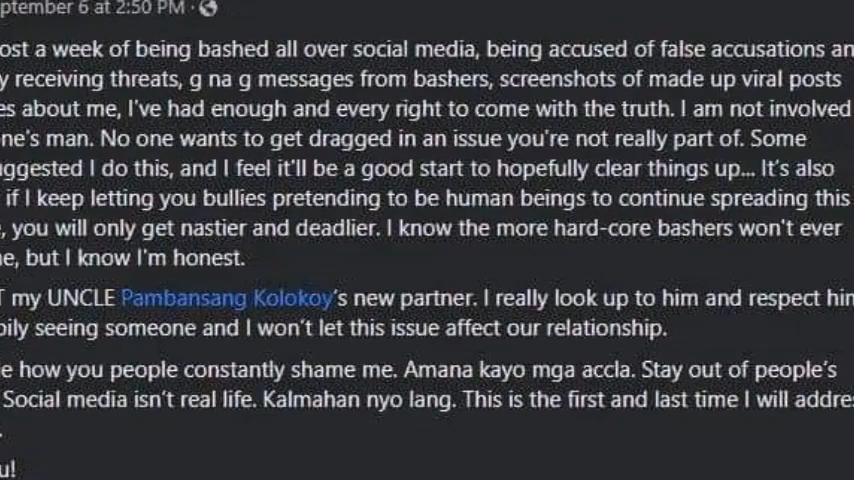 ptember 6 at 2:50 PM ·
ost a week of being bashed all over social media, being accused of false accusations an
y receiving threats, g na g messages from bashers, screenshots of made up viral posts
es about me, I've had enough and every right to come with the truth. I am not involved
ne's man. No one wants to get dragged in an issue you're not really part of. Some
uggested I do this, and I feel it'll be a good start to hopefully clear things up... It's also
if I keep letting you bullies pretending to be human beings to continue spreading this
e, you will only get nastier and deadlier. I know the more hard-core bashers won't ever
ne, but I know I'm honest.
T my UNCLE Pambansang Kolokoy's new partner. I really look up to him and respect him
pily seeing someone and I won't let this issue affect our relationship.
e how you people constantly shame me. Amana kayo mga accla. Stay out of people's
Social media isn't real life. Kalmahan nyo lang. This is the first and last time I will addres
.
u!